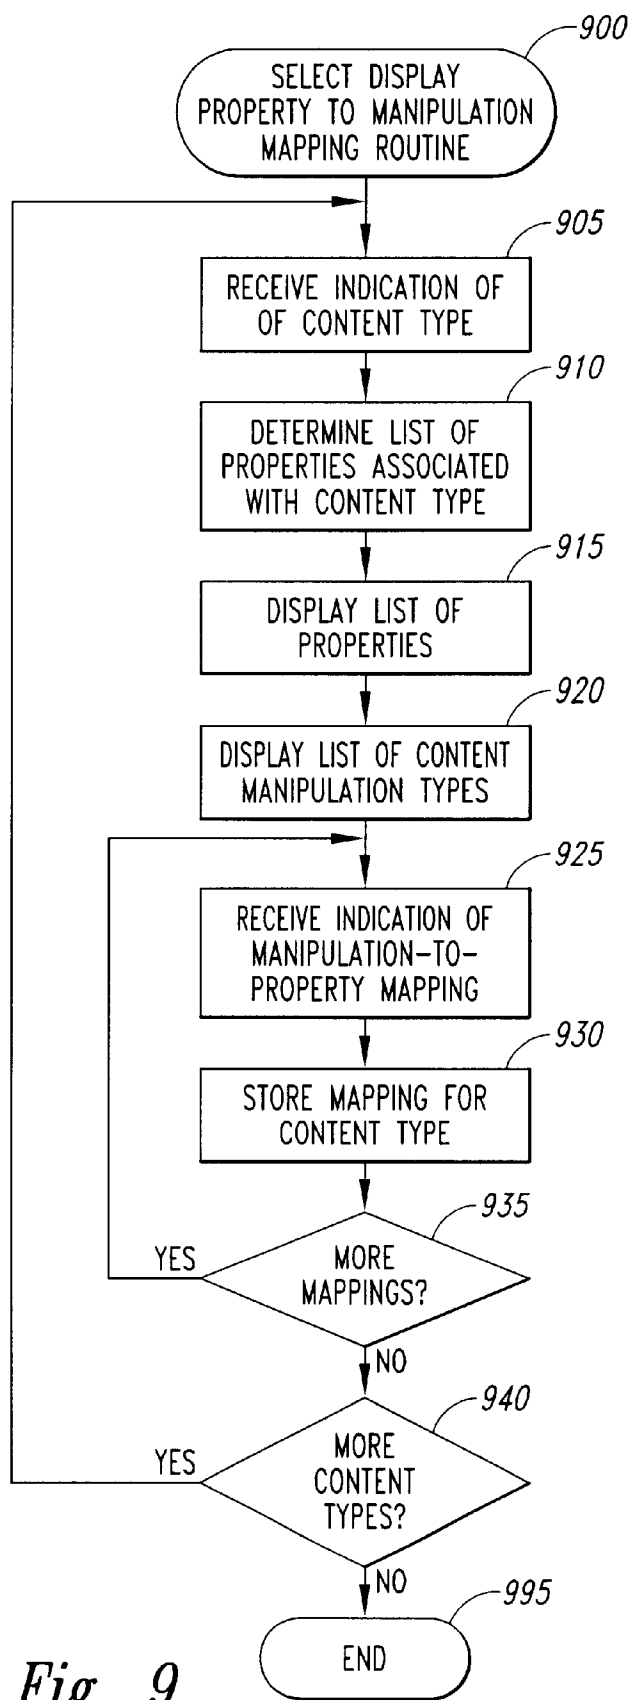 900
SELECT DISPLAY
PROPERTY TO MANIPULATION
MAPPING ROUTINE
905
RECEIVE INDICATION OF
OF CONTENT TYPE
910
DETERMINE LIST OF
PROPERTIES ASSOCIATED
WITH CONTENT TYPE
915
DISPLAY LIST OF
PROPERTIES
920
DISPLAY LIST OF CONTENT
MANIPULATION TYPES
925
RECEIVE INDICATION OF
MANIPULATION-TO-
PROPERTY MAPPING
930
STORE MAPPING FOR
CONTENT TYPE
935
YES
MORE
MAPPINGS?
NO
940
YES
MORE
CONTENT
TYPES?
NO
995
END
Fig. 9